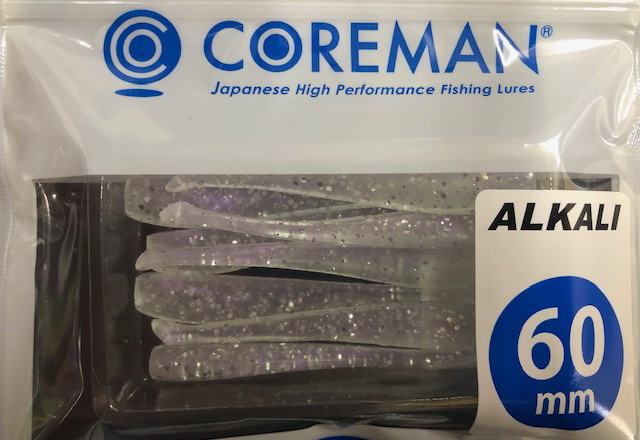 COREMAN®
Japanese High Performance Fishing Lures
ALKALI
60
mm